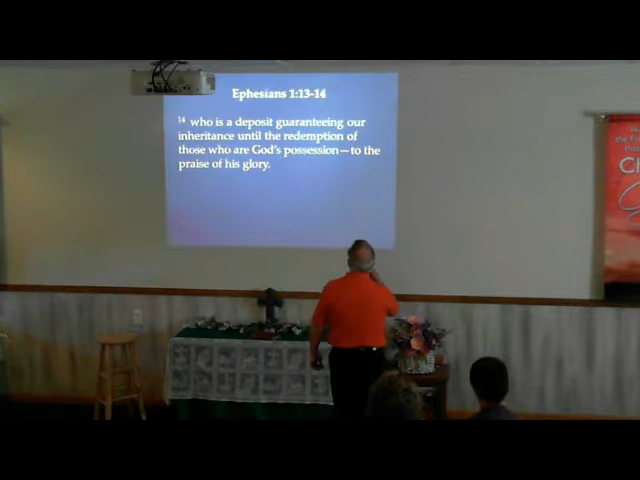 Ephesians 1:13-14
14 who is a deposit guaranteeing our
inheritance until the redemption of
those who are God's possession—to the
praise of his glory.